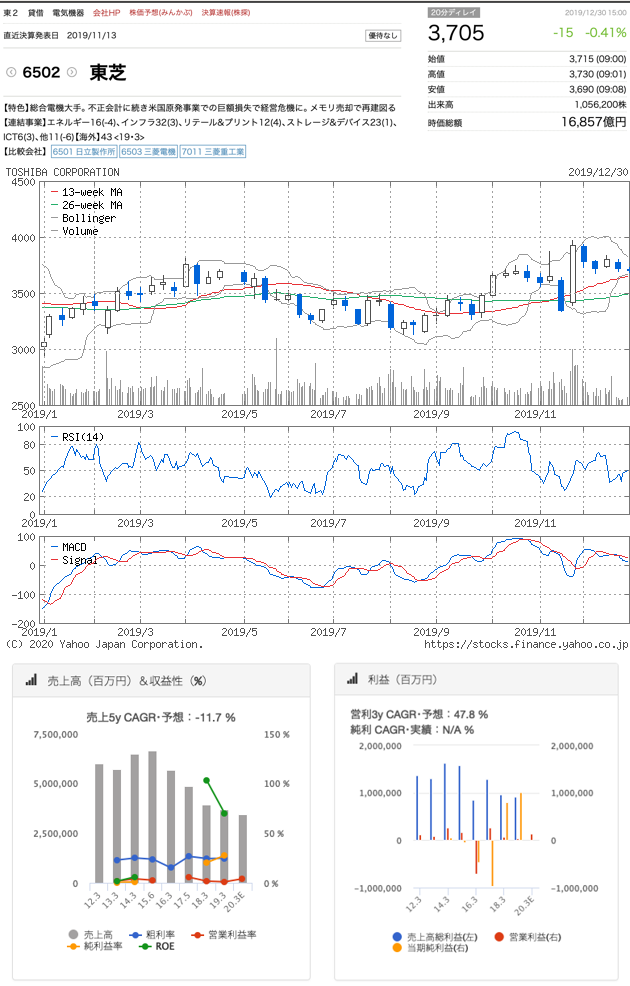 東2 貸借 電気機器 会社HP 株価予想(みんかぶ) 決算速報(株探)
直近決算発表日 2019/11/13 優待なし
6502 東芝
【特色】総合電機大手。不正会計に続き米国原発事業での巨額損失で経営危機に。メモリ売却で再建図る
【連結事業】エネルギー16(-4)、インフラ32(3)、リテール&プリント12(4)、ストレージ&デバイス23(1)、
ICT6(3)、他11(-6)【海外】43 <19・3>
【比較会社】 6501 日立製作所 6503 三菱電機 7011 三菱重工業
20分ディレイ 2019/12/30 15:00
3,705 -15 -0.41%
始値 3,715 (09:00)
高値 3,730 (09:01)
安値 3,690 (09:08)
出来高 1,056,200株
時価総額 16,857億円
TOSHIBA CORPORATION 2019/12/30
4500
4000
3500
3000
2500
13-week MA
26-week MA
Bollinger
Volume
2019/1 2019/3 2019/5 2019/7 2019/9 2019/11
100
80
50
20
0
RSI(14)
2019/1 2019/3 2019/5 2019/7 2019/9 2019/11
100
0
-100
-200
MACD
Signal
2019/1 2019/3 2019/5 2019/7 2019/9 2019/11
(C) 2020 Yahoo Japan Corporation. https://stocks.finance.yahoo.co.jp
売上高（百万円）＆収益性（%）
売上5y CAGR・予想：-11.7 %
7,500,000 150 %
5,000,000 100 %
2,500,000 50 %
0 0 %
12.3 13.3 14.3 15.6 16.3 17.5 18.3 19.3 20.3E
売上高 粗利率 営業利益率
純利益率 ROE
利益（百万円）
営利3y CAGR・予想：47.8 %
純利 CAGR・実績：N/A %
2,000,000 2,000,000
1,000,000 1,000,000
0 0
-1,000,000 -1,000,000
12.3 14.3 16.3 18.3 20.3E
売上高総利益(左) 営業利益(右)
当期純利益(右)